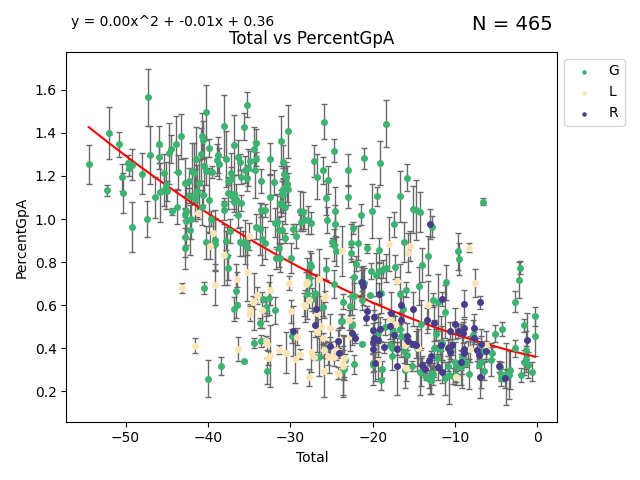 y = 0.00x^2 + -0.01x + 0.36
N = 465
Total vs PercentGpA
G
L
R
PercentGpA
1.6
1.4
1.2
1.0
0.8
0.6
0.4
0.2
−50
−40
−30
−20
−10
0
Total